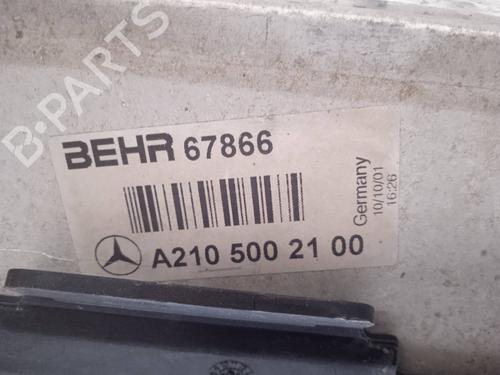 B-PARTS
BEHR 67866
A210 500 21 00
Germany
10/10/01
16:26